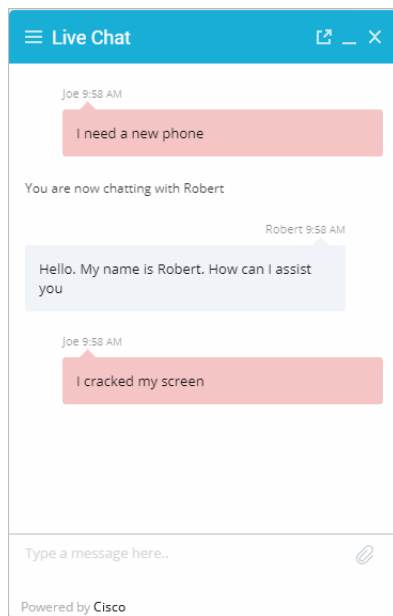 Live Chat
Joe 9:58 AM
I need a new phone
You are now chatting with Robert
Robert 9:58 AM
Hello. My name is Robert. How can I assist
you
Joe 9:58 AM
I cracked my screen
Type a message here..
Powered by Cisco